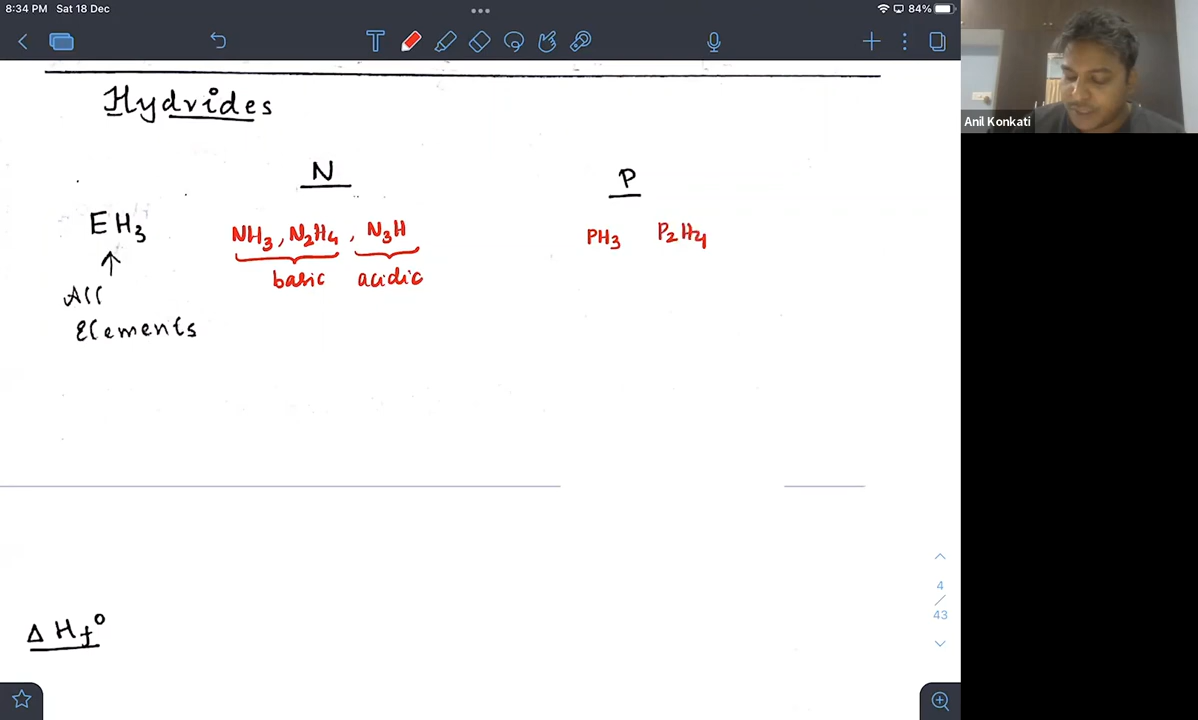 8:34 PM Sat 18 Dec
84%
T
Anil Konkati
Hydrides
N
P
EH3
NH3, N2H4, N3H
PH3 P2H4
basic acidic
All
Elements
4
/
43
Δ Hf°